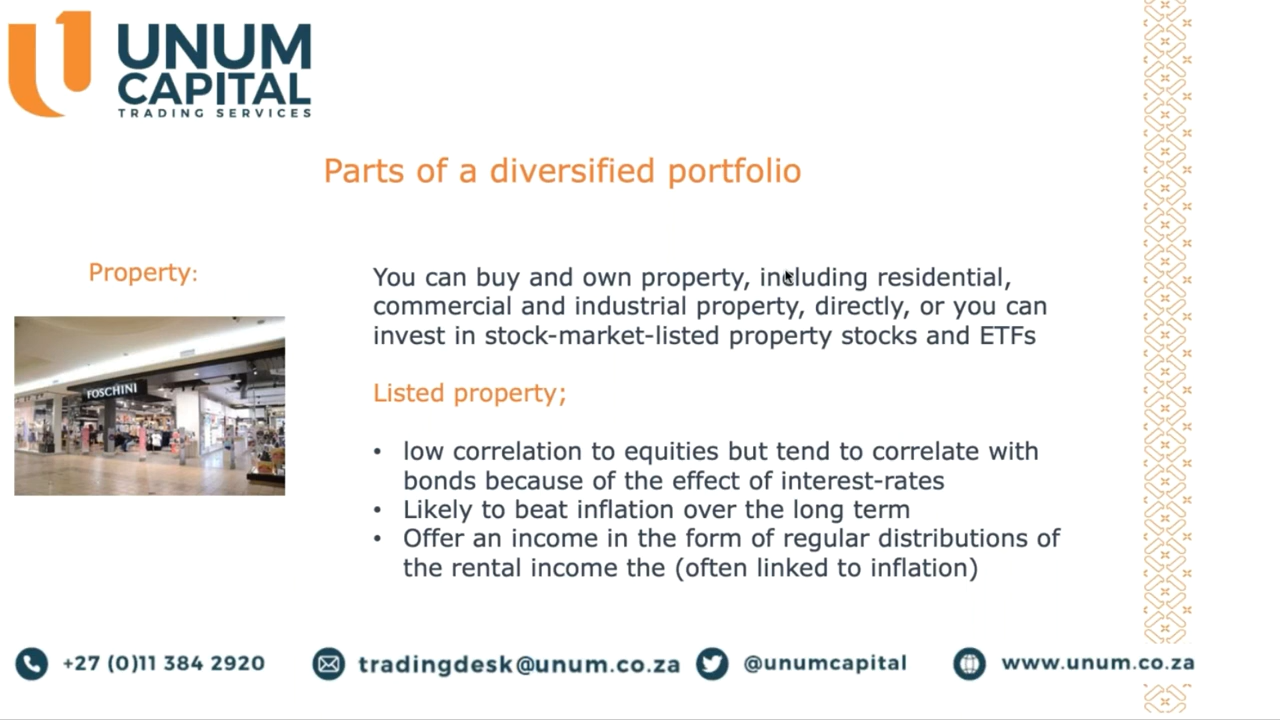 UNUM
CAPITAL
TRADING SERVICES
Parts of a diversified portfolio
Property:
FOSCHINI
You can buy and own property, including residential,
commercial and industrial property, directly, or you can
invest in stock-market-listed property stocks and ETFs
Listed property;
• low correlation to equities but tend to correlate with
bonds because of the effect of interest-rates
• Likely to beat inflation over the long term
• Offer an income in the form of regular distributions of
the rental income the (often linked to inflation)
+27 (0)11 384 2920
tradingdesk@unum.co.za
@unumcapital
www.unum.co.za